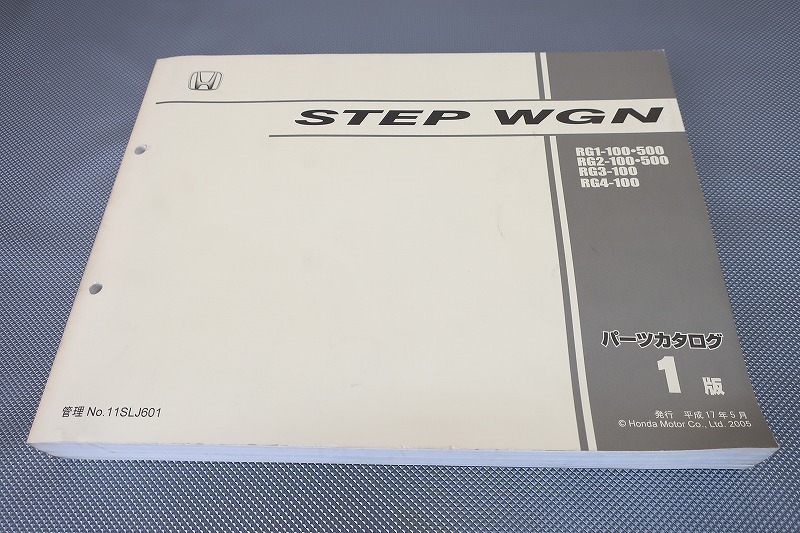 STEP WGN
RG1-100・500
RG2-100・500
RG3-100
RG4-100
パーツカタログ
1 版
発行 平成17年5月
© Honda Motor Co., Ltd. 2005
管理 No.11SLJ601